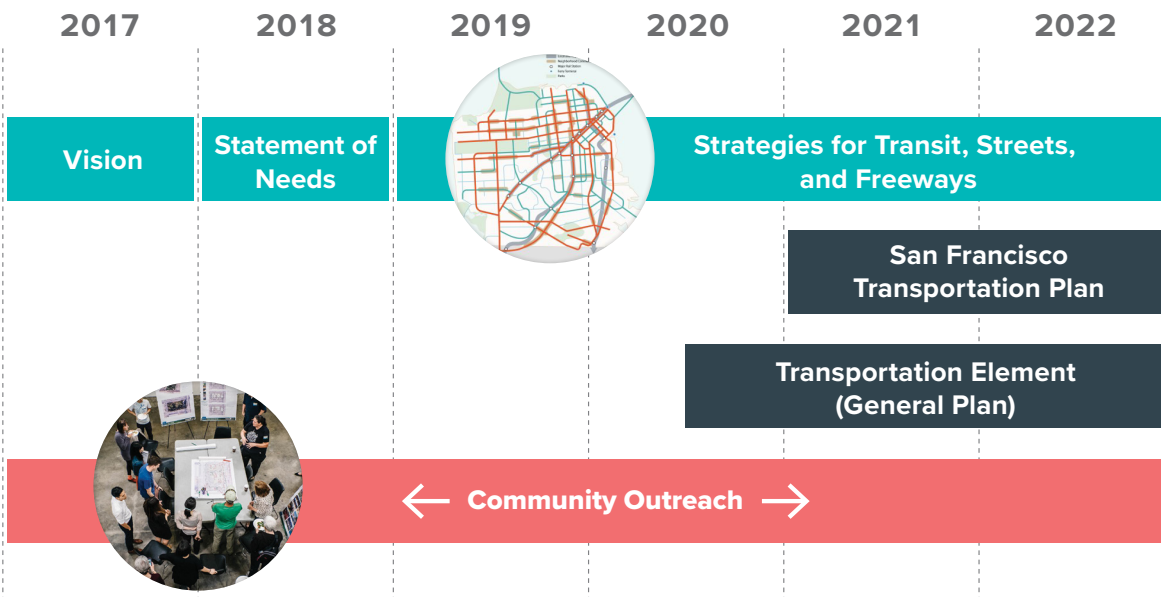 2017 2018 2019 2020 2021 2022
Vision
Statement of
Needs
Strategies for Transit, Streets,
and Freeways
San Francisco
Transportation Plan
Transportation Element
(General Plan)
Community Outreach